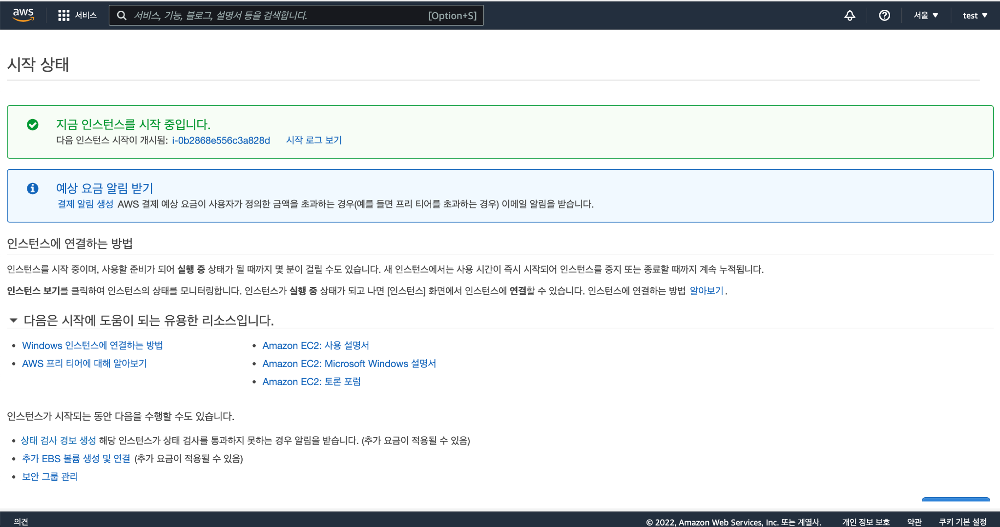 aws 서비스 서비스, 기능, 블로그, 설명서 등을 검색합니다. [Option+S] 서울 ▼ test ▼
시작 상태
지금 인스턴스를 시작 중입니다.
다음 인스턴스 시작이 개시됨: i-0b2868e556c3a828d 시작 로그 보기
예상 요금 알림 받기
결제 알림 생성 AWS 결제 예상 요금이 사용자가 정의한 금액을 초과하는 경우(예를 들면 프리 티어를 초과하는 경우) 이메일 알림을 받습니다.
인스턴스에 연결하는 방법
인스턴스를 시작 중이며, 사용할 준비가 되어 실행 중 상태가 될 때까지 몇 분이 걸릴 수도 있습니다. 새 인스턴스에서는 사용 시간이 즉시 시작되어 인스턴스를 중지 또는 종료할 때까지 계속 누적됩니다.
인스턴스 보기를 클릭하여 인스턴스의 상태를 모니터링합니다. 인스턴스가 실행 중 상태가 되고 나면 [인스턴스] 화면에서 인스턴스에 연결할 수 있습니다. 인스턴스에 연결하는 방법 알아보기 .
다음은 시작에 도움이 되는 유용한 리소스입니다.
• Windows 인스턴스에 연결하는 방법
• AWS 프리 티어에 대해 알아보기
• Amazon EC2: 사용 설명서
• Amazon EC2: Microsoft Windows 설명서
• Amazon EC2: 토론 포럼
인스턴스가 시작되는 동안 다음을 수행할 수도 있습니다.
• 상태 검사 경보 생성 해당 인스턴스가 상태 검사를 통과하지 못하는 경우 알림을 받습니다. (추가 요금이 적용될 수 있음)
• 추가 EBS 볼륨 생성 및 연결 (추가 요금이 적용될 수 있음)
• 보안 그룹 관리
의견 © 2022, Amazon Web Services, Inc. 또는 계열사. 개인 정보 보호 약관 쿠키 기본 설정